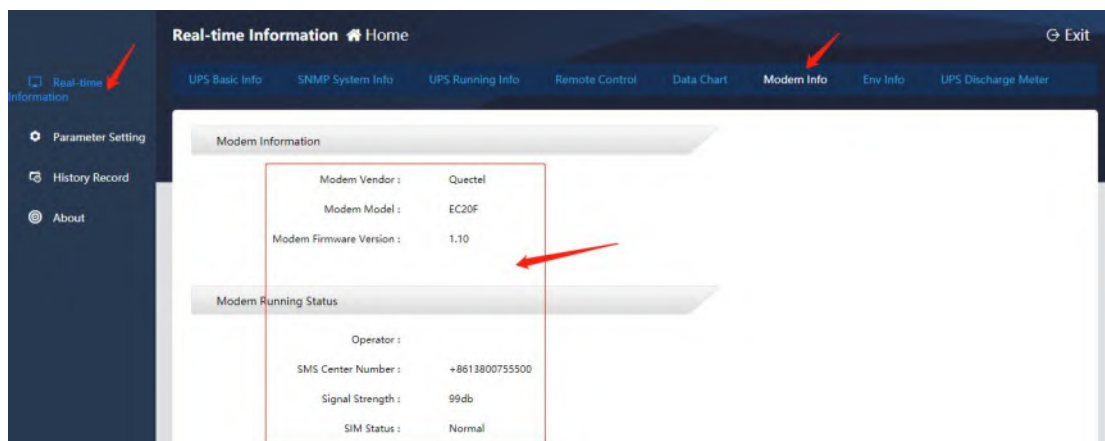 Real-time Information Home
Exit
Real-time
Information
Parameter Setting
History Record
About
UPS Basic Info SNMP System Info UPS Running Info Remote Control Data Chart Modem Info Env Info UPS Discharge Meter
Modem Information
Modem Vendor : Quectel
Modem Model : EC20F
Modem Firmware Version : 1.10
Modem Running Status
Operator :
SMS Center Number : +8613800755500
Signal Strength : 99db
SIM Status : Normal